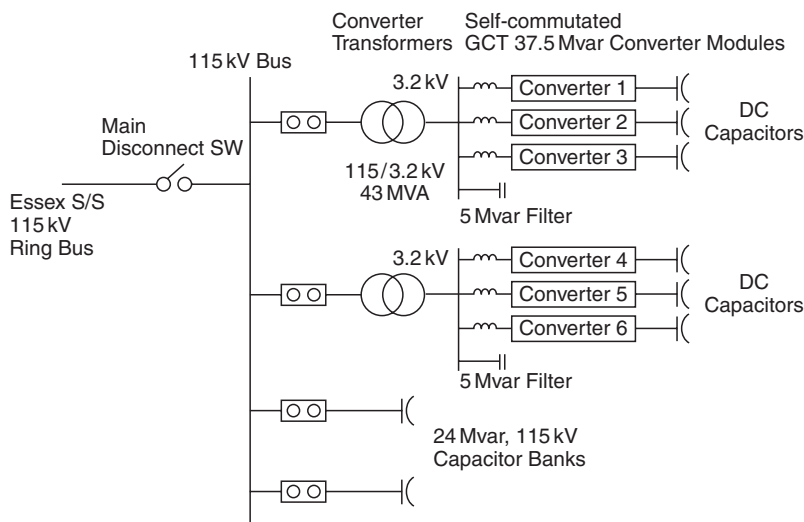 Converter
Transformers
Self-commutated
GCT 37.5 Mvar Converter Modules
115 kV Bus
3.2 kV
Converter 1
Converter 2
Converter 3
DC
Capacitors
Main
Disconnect SW
115/3.2 kV
43 MVA
5 Mvar Filter
Essex S/S
115 kV
Ring Bus
3.2 kV
Converter 4
Converter 5
Converter 6
DC
Capacitors
5 Mvar Filter
24 Mvar, 115 kV
Capacitor Banks